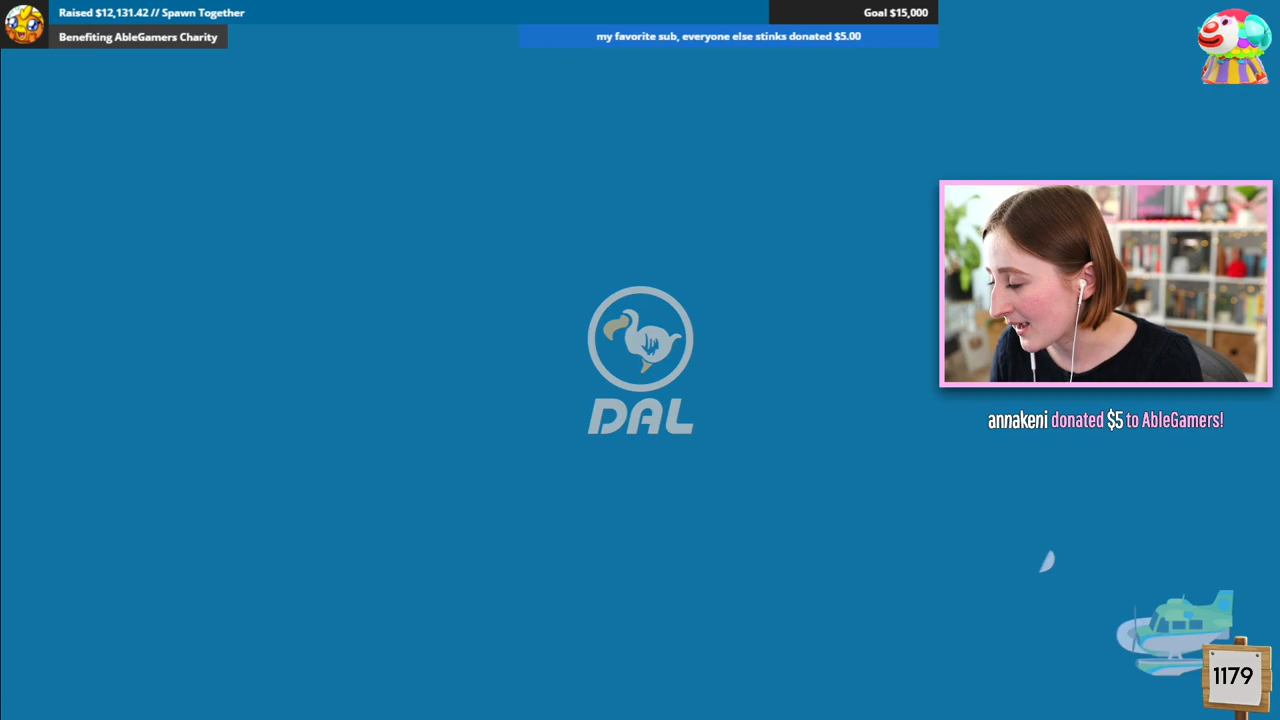 Raised $12,131.42 // Spawn Together
Goal $15,000
Benefiting AbleGamers Charity
my favorite sub, everyone else stinks donated $5.00
DAL
annakeni donated $5 to AbleGamers!
1179